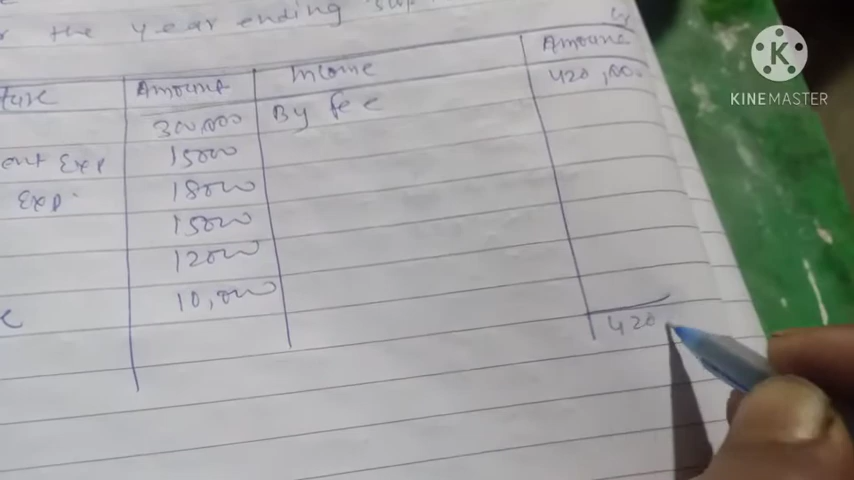 the year ending
Amount
ture Amount Income 420,000
300,000 By fee
ent Exp 15000
Exp. 18000
15000
12000
10,000
420
KINEMASTER